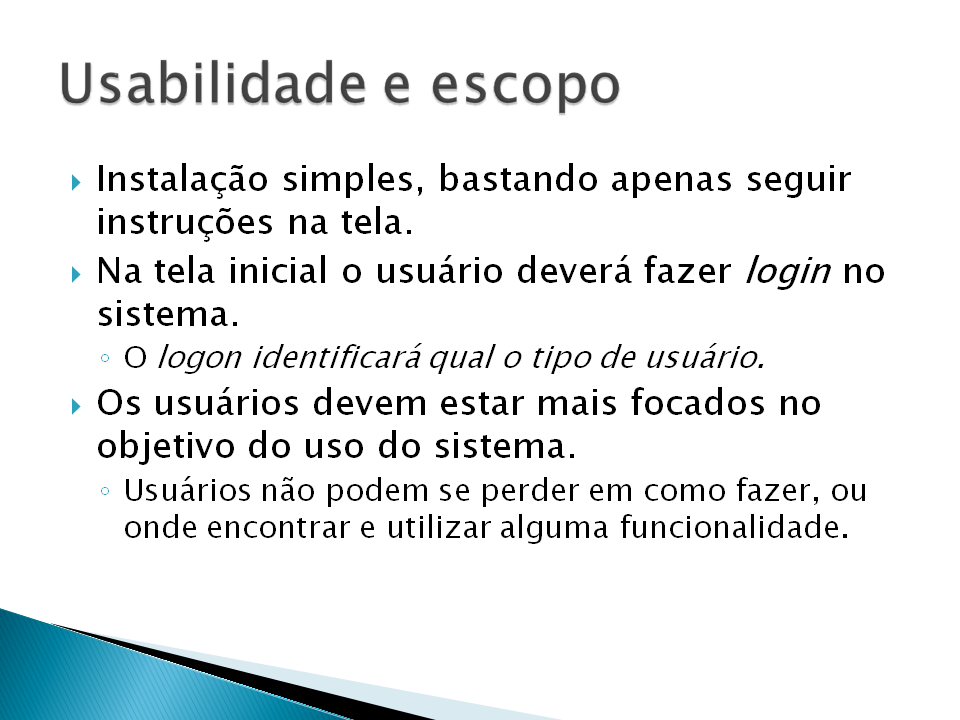 Usabilidade e escopo
Instalação simples, bastando apenas seguir
instruções na tela.
Na tela inicial o usuário deverá fazer login no
sistema.
O logon identificará qual o tipo de usuário.
Os usuários devem estar mais focados no
objetivo do uso do sistema.
Usuários não podem se perder em como fazer, ou
onde encontrar e utilizar alguma funcionalidade.